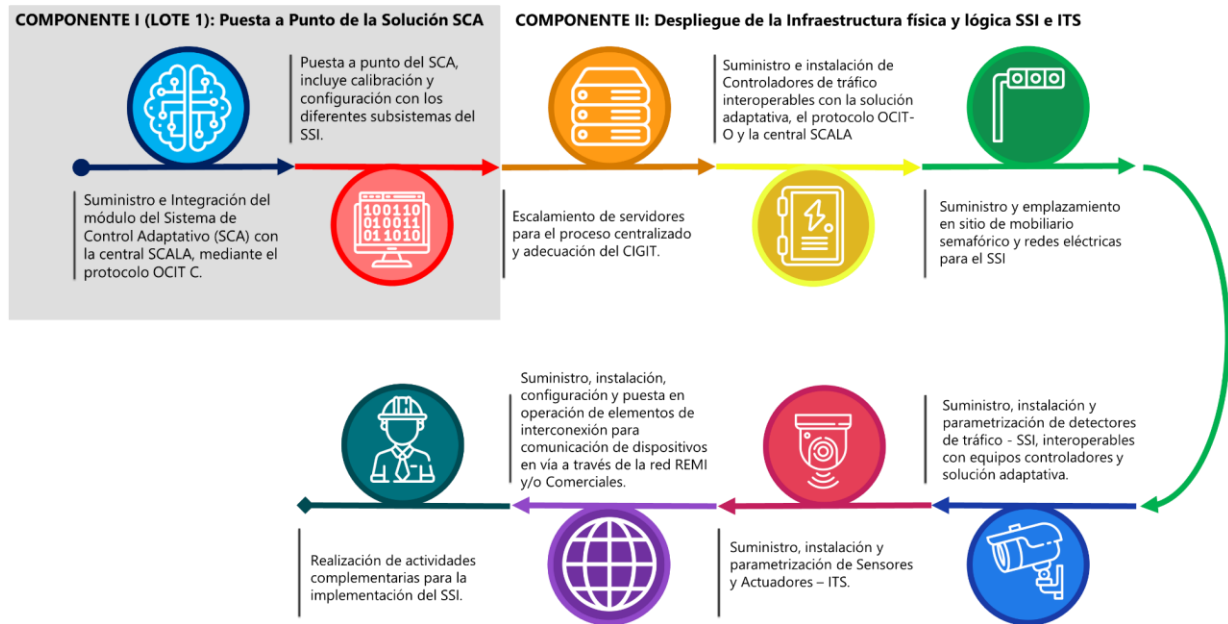 COMPONENTE I (LOTE 1): Puesta a Punto de la Solución SCA
Puesta a punto del SCA,
incluye calibración y
configuración con los
diferentes subsistemas del
SSI.
Suministro e Integración del
módulo del Sistema de
Control Adaptativo (SCA) con
la central SCALA, mediante el
protocolo OCIT C.
100110
010011
011010
COMPONENTE II: Despliegue de la Infraestructura física y lógica SSI e ITS
Suministro e instalación de
Controladores de tráfico
interoperables con la solución
adaptativa, el protocolo OCIT-
O y la central SCALA
Escalamiento de servidores
para el proceso centralizado
y adecuación del CIGIT.
Suministro y emplazamiento
en sitio de mobiliario
semafórico y redes eléctricas
para el SSI
Suministro, instalación y
parametrización de detectores
de tráfico - SSI, interoperables
con equipos controladores y
solución adaptativa.
Suministro, instalación y
parametrización de Sensores
y Actuadores – ITS.
Suministro, instalación,
configuración y puesta en
operación de elementos de
interconexión para
comunicación de dispositivos
en vía a través de la red REMI
y/o Comerciales.
Realización de actividades
complementarias para la
implementación del SSI.